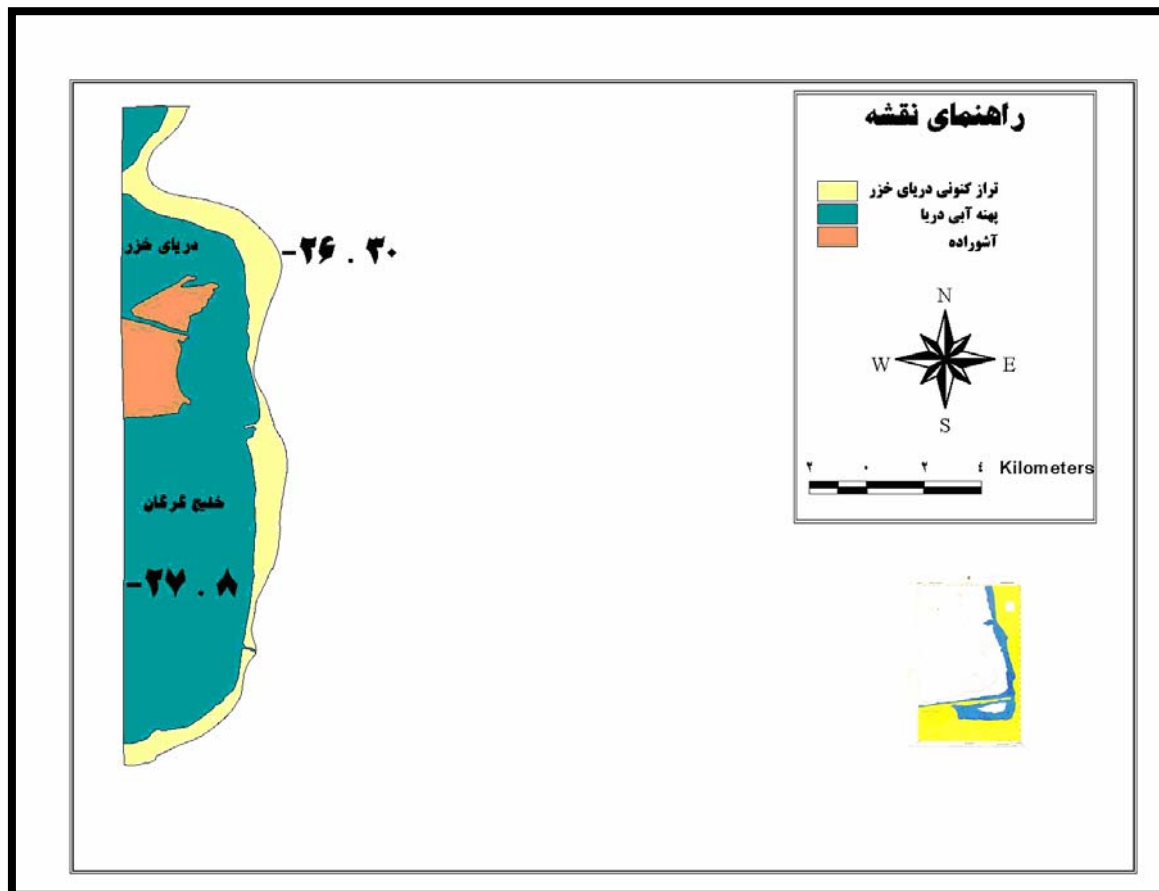 راهنمای نقشه
تراز کنونی دریای خزر
پهنه آبی دریا
آشوراده
N
W
E
S
۲ ۰ ۲ ۴ Kilometers
دریای خزر
-۲۶ . ۳۰
خلیج گرگان
-۲۷ . ۸